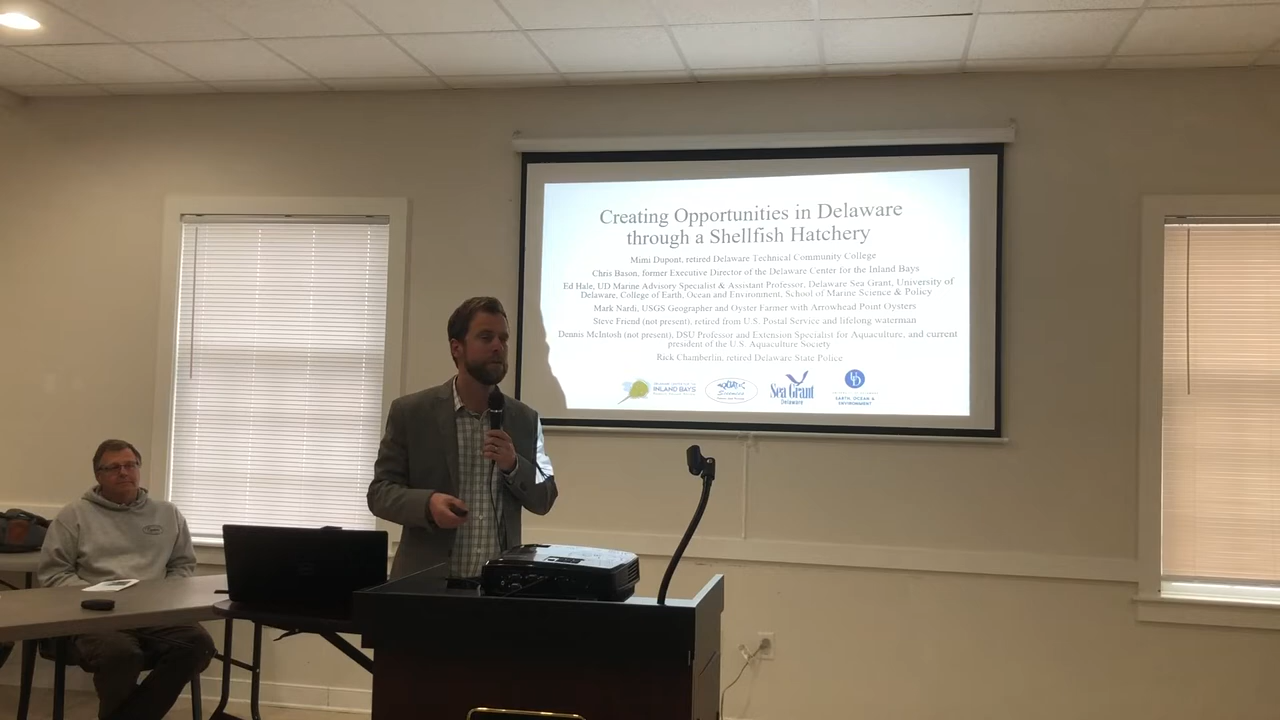 Creating Opportunities in Delaware
through a Shellfish Hatchery
Mimi Dupont, retired Delaware Technical Community College
Chris Bason, former Executive Director of the Delaware Center for the Inland Bays
Ed Hale, UD Marine Advisory Specialist & Assistant Professor, Delaware Sea Grant, University of
Delaware, College of Earth, Ocean and Environment, School of Marine Science & Policy
Mark Nardi, USGS Geographer and Oyster Farmer with Arrowhead Point Oysters
Steve Friend (not present), retired from U.S. Postal Service and lifelong waterman
Dennis McIntosh (not present), DSU Professor and Extension Specialist for Aquaculture, and current
president of the U.S. Aquaculture Society
Rick Chamberlin, retired Delaware State Police
INLAND BAYS
Sea Grant
Delaware
UD
EARTH, OCEAN &
ENVIRONMENT